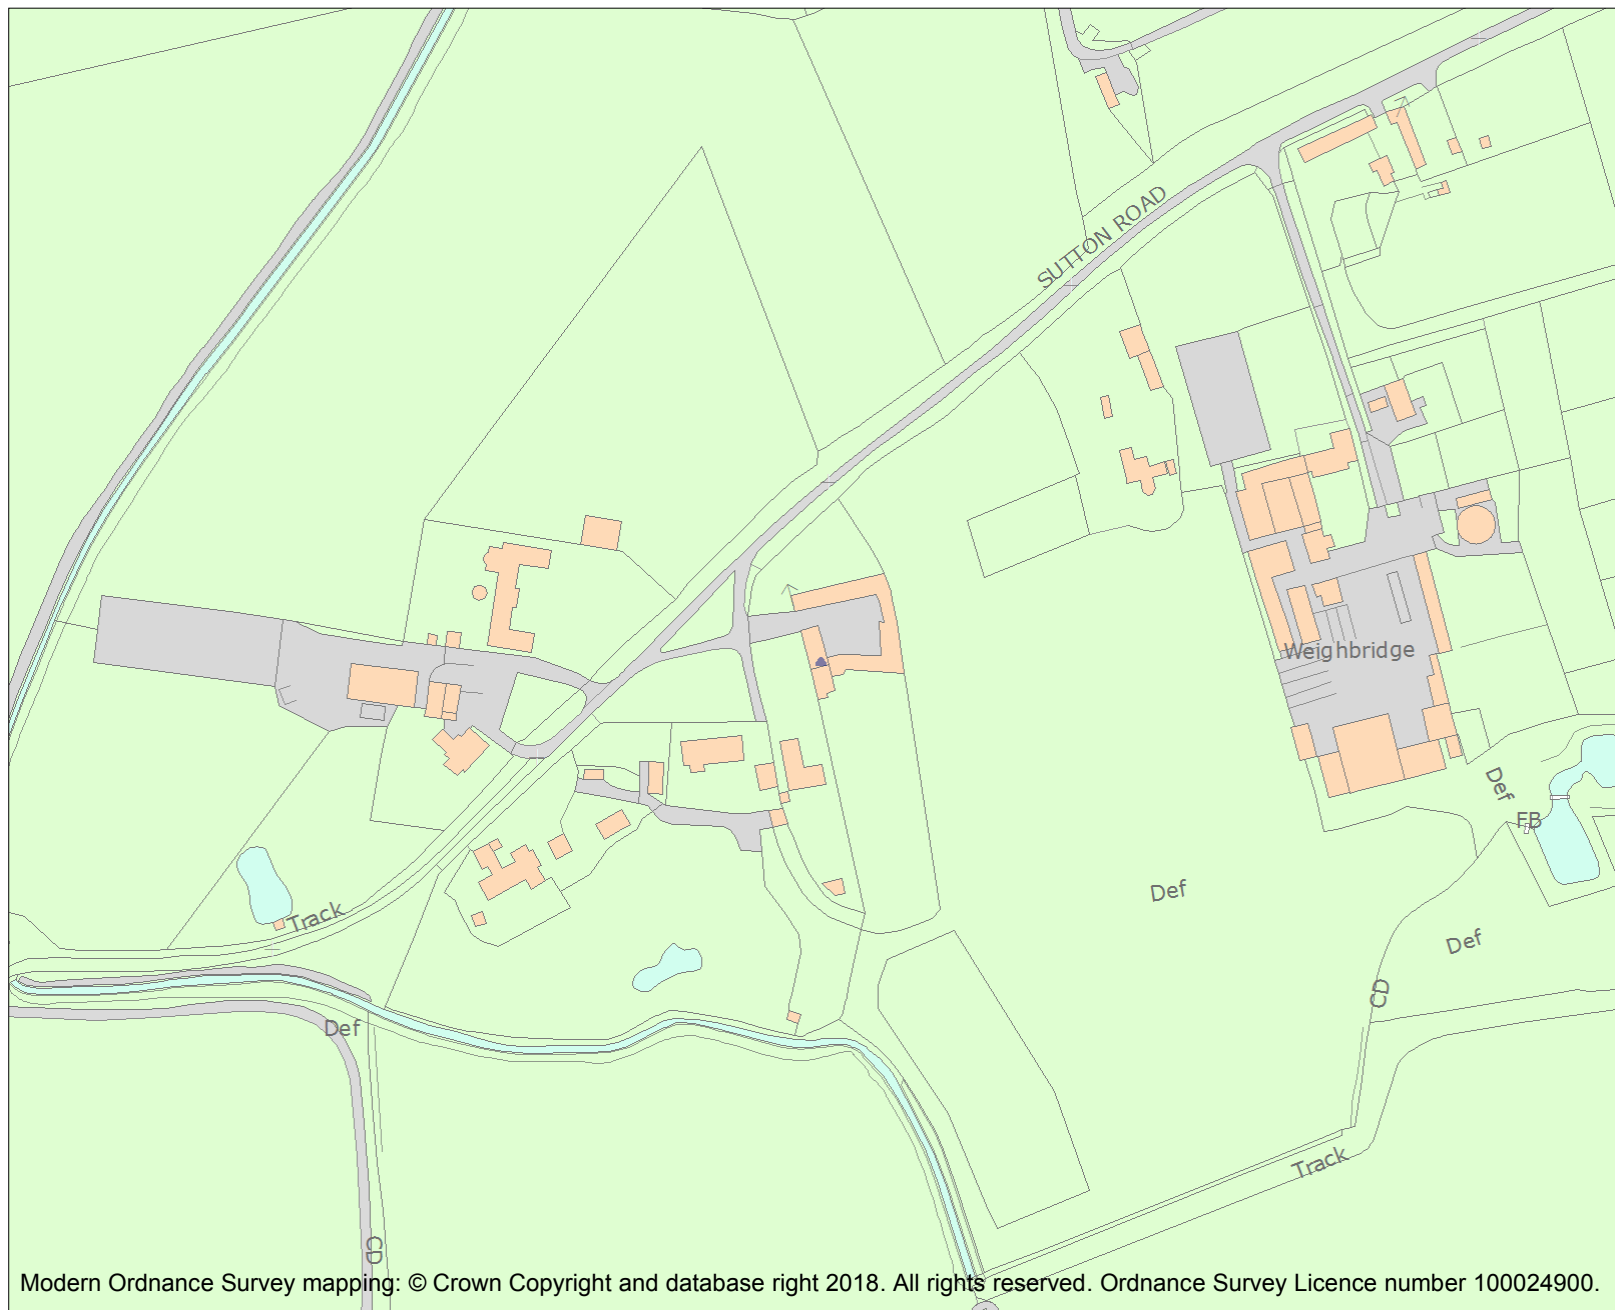 SUTTON ROAD
Weighbridge
Def
FB
Def
Track
Def
CD
Def
Track
CD
Modern Ordnance Survey mapping: © Crown Copyright and database right 2018. All rights reserved. Ordnance Survey Licence number 100024900.